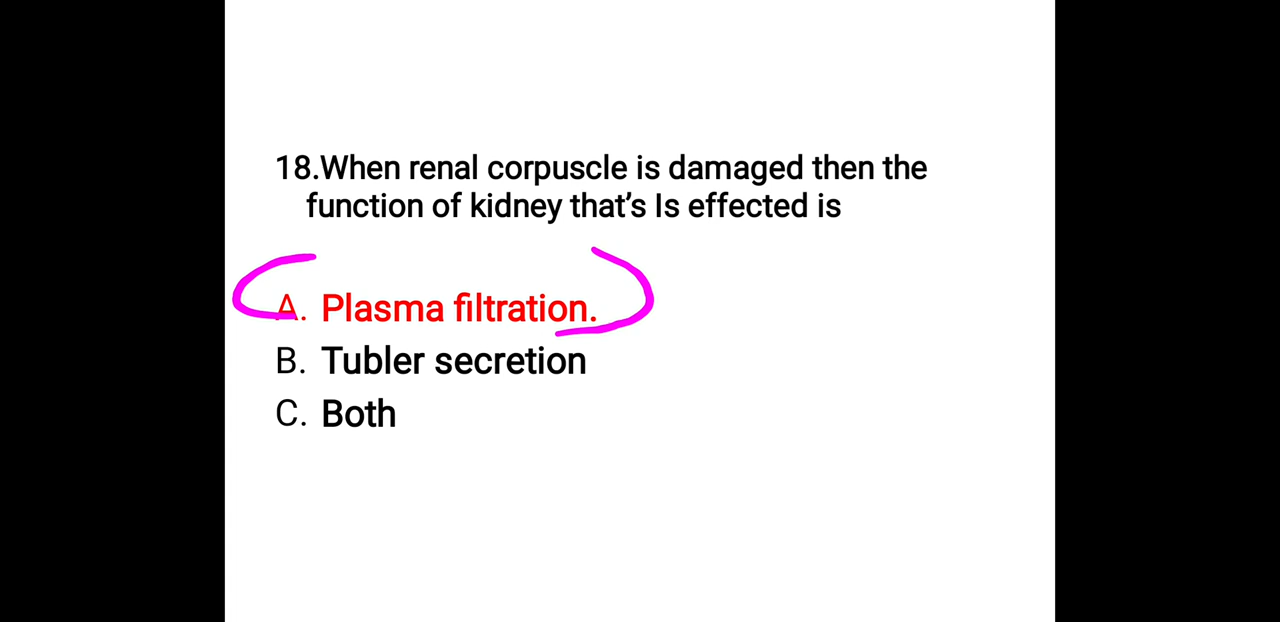 18.When renal corpuscle is damaged then the
function of kidney that’s Is effected is
A. Plasma filtration.
B. Tubler secretion
C. Both